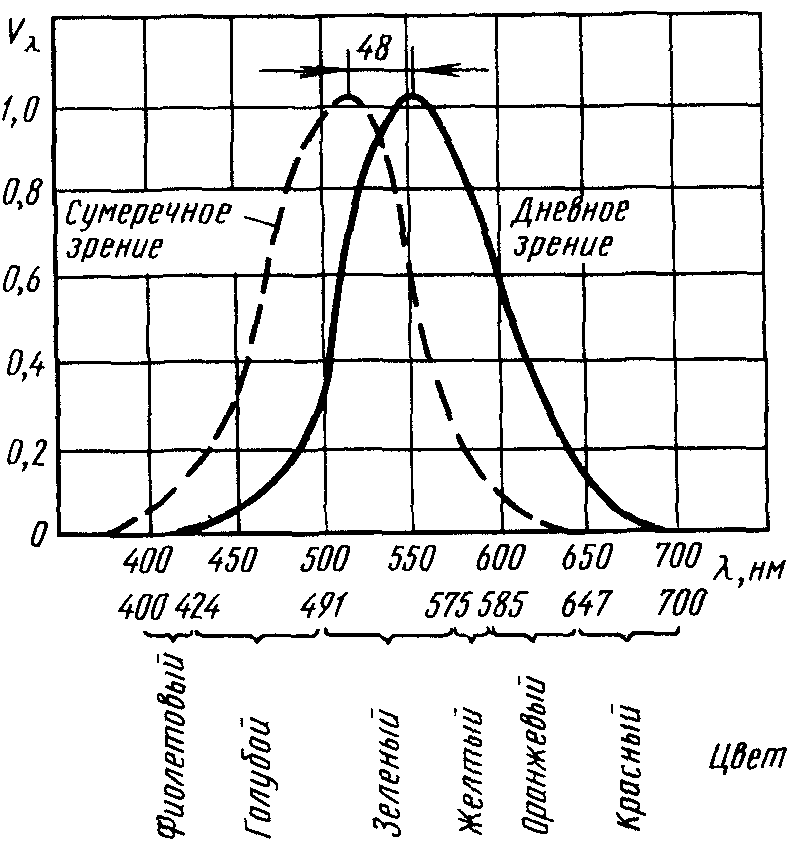 Vλ
48
1,0
0,8
Сумеречное
зрение
Дневное
зрение
0,6
0,4
0,2
0
400 450 500 550 600 650 700 λ, нм
400 424 491 575 585 647 700
Фиолетовый
Голубой
Зеленый
Желтый
Оранжевый
Красный
Цвет